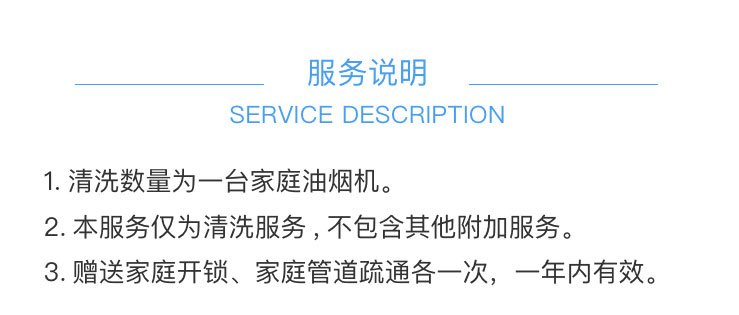 服务说明
SERVICE DESCRIPTION
1. 清洗数量为一台家庭油烟机。
2. 本服务仅为清洗服务，不包含其他附加服务。
3. 赠送家庭开锁、家庭管道疏通各一次，一年内有效。